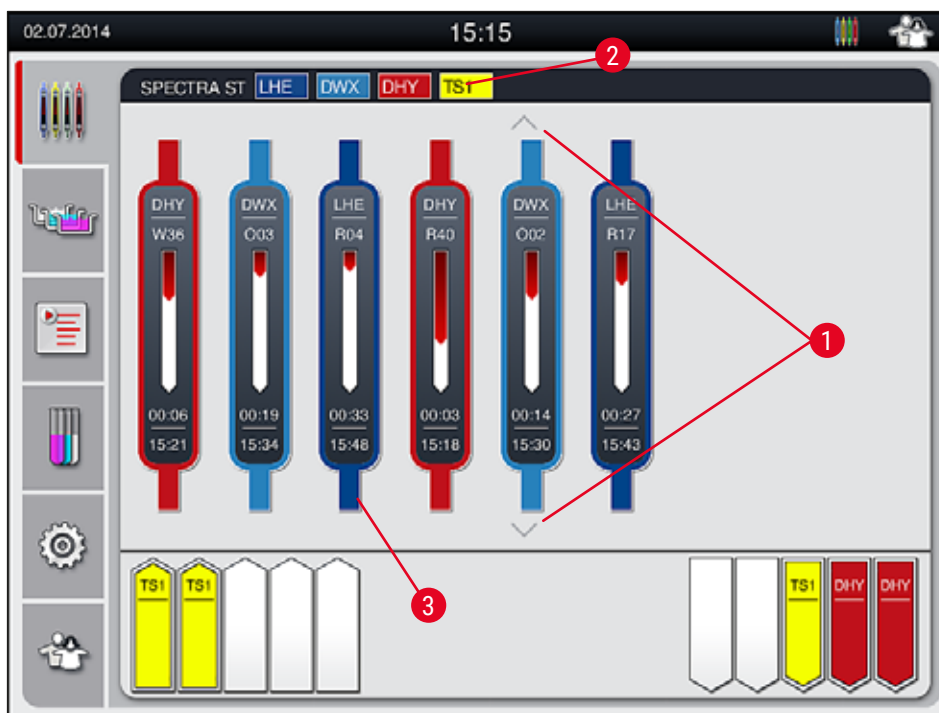 02.07.2014 15:15
2
SPECTRA ST LHE DWX DHY TS1
DHY DWX LHE DHY DWX LHE
W36 O03 R04 R40 O02 R17
1
00:06 00:19 00:33 00:03 00:14 00:27
15:21 15:34 15:48 15:18 15:30 15:43
3
TS1 TS1 TS1 DHY DHY